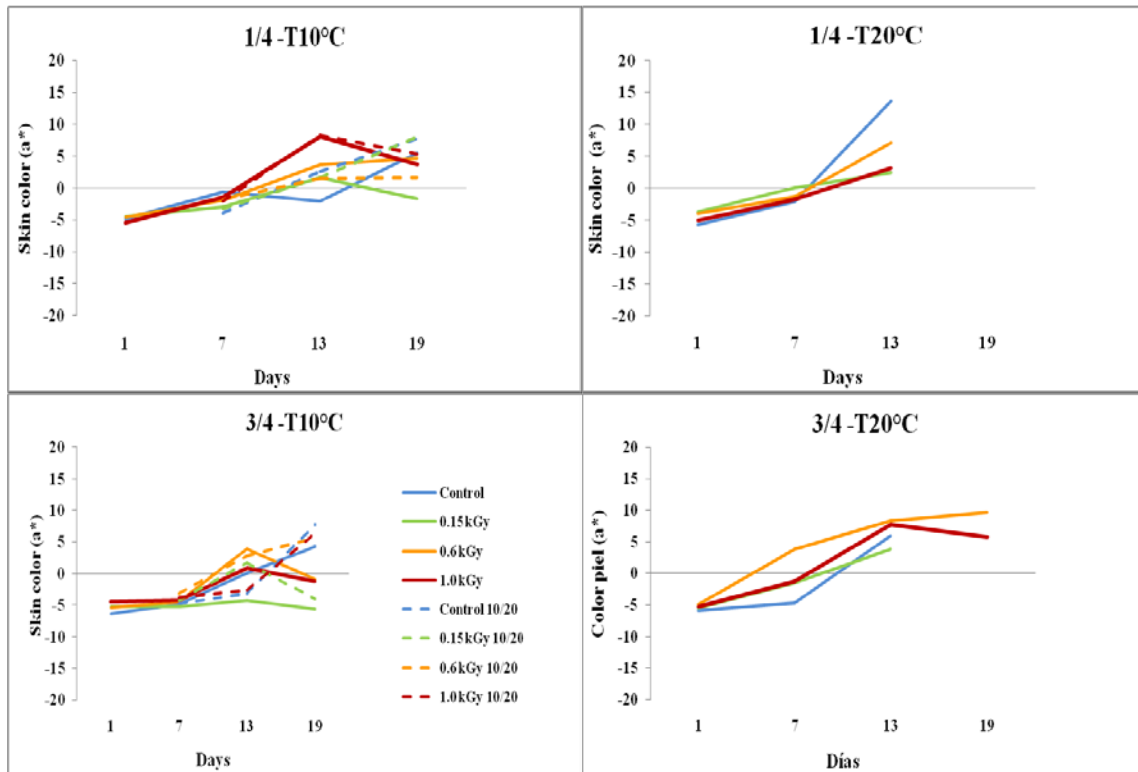 1/4 -T10°C
20
15
10
5
0
-5
-10
-15
-20
Skin color (a*)
1 7 13 19
Days
1/4 -T20°C
20
15
10
5
0
-5
-10
-15
-20
Skin color (a*)
1 7 13 19
Days
3/4 -T10°C
20
15
10
5
0
-5
-10
-15
-20
Skin color (a*)
1 7 13 19
Days
Control
0.15kGy
0.6kGy
1.0kGy
Control 10/20
0.15kGy 10/20
0.6kGy 10/20
1.0kGy 10/20
3/4 -T20°C
20
15
10
5
0
-5
-10
-15
-20
Color piel (a*)
1 7 13 19
Días